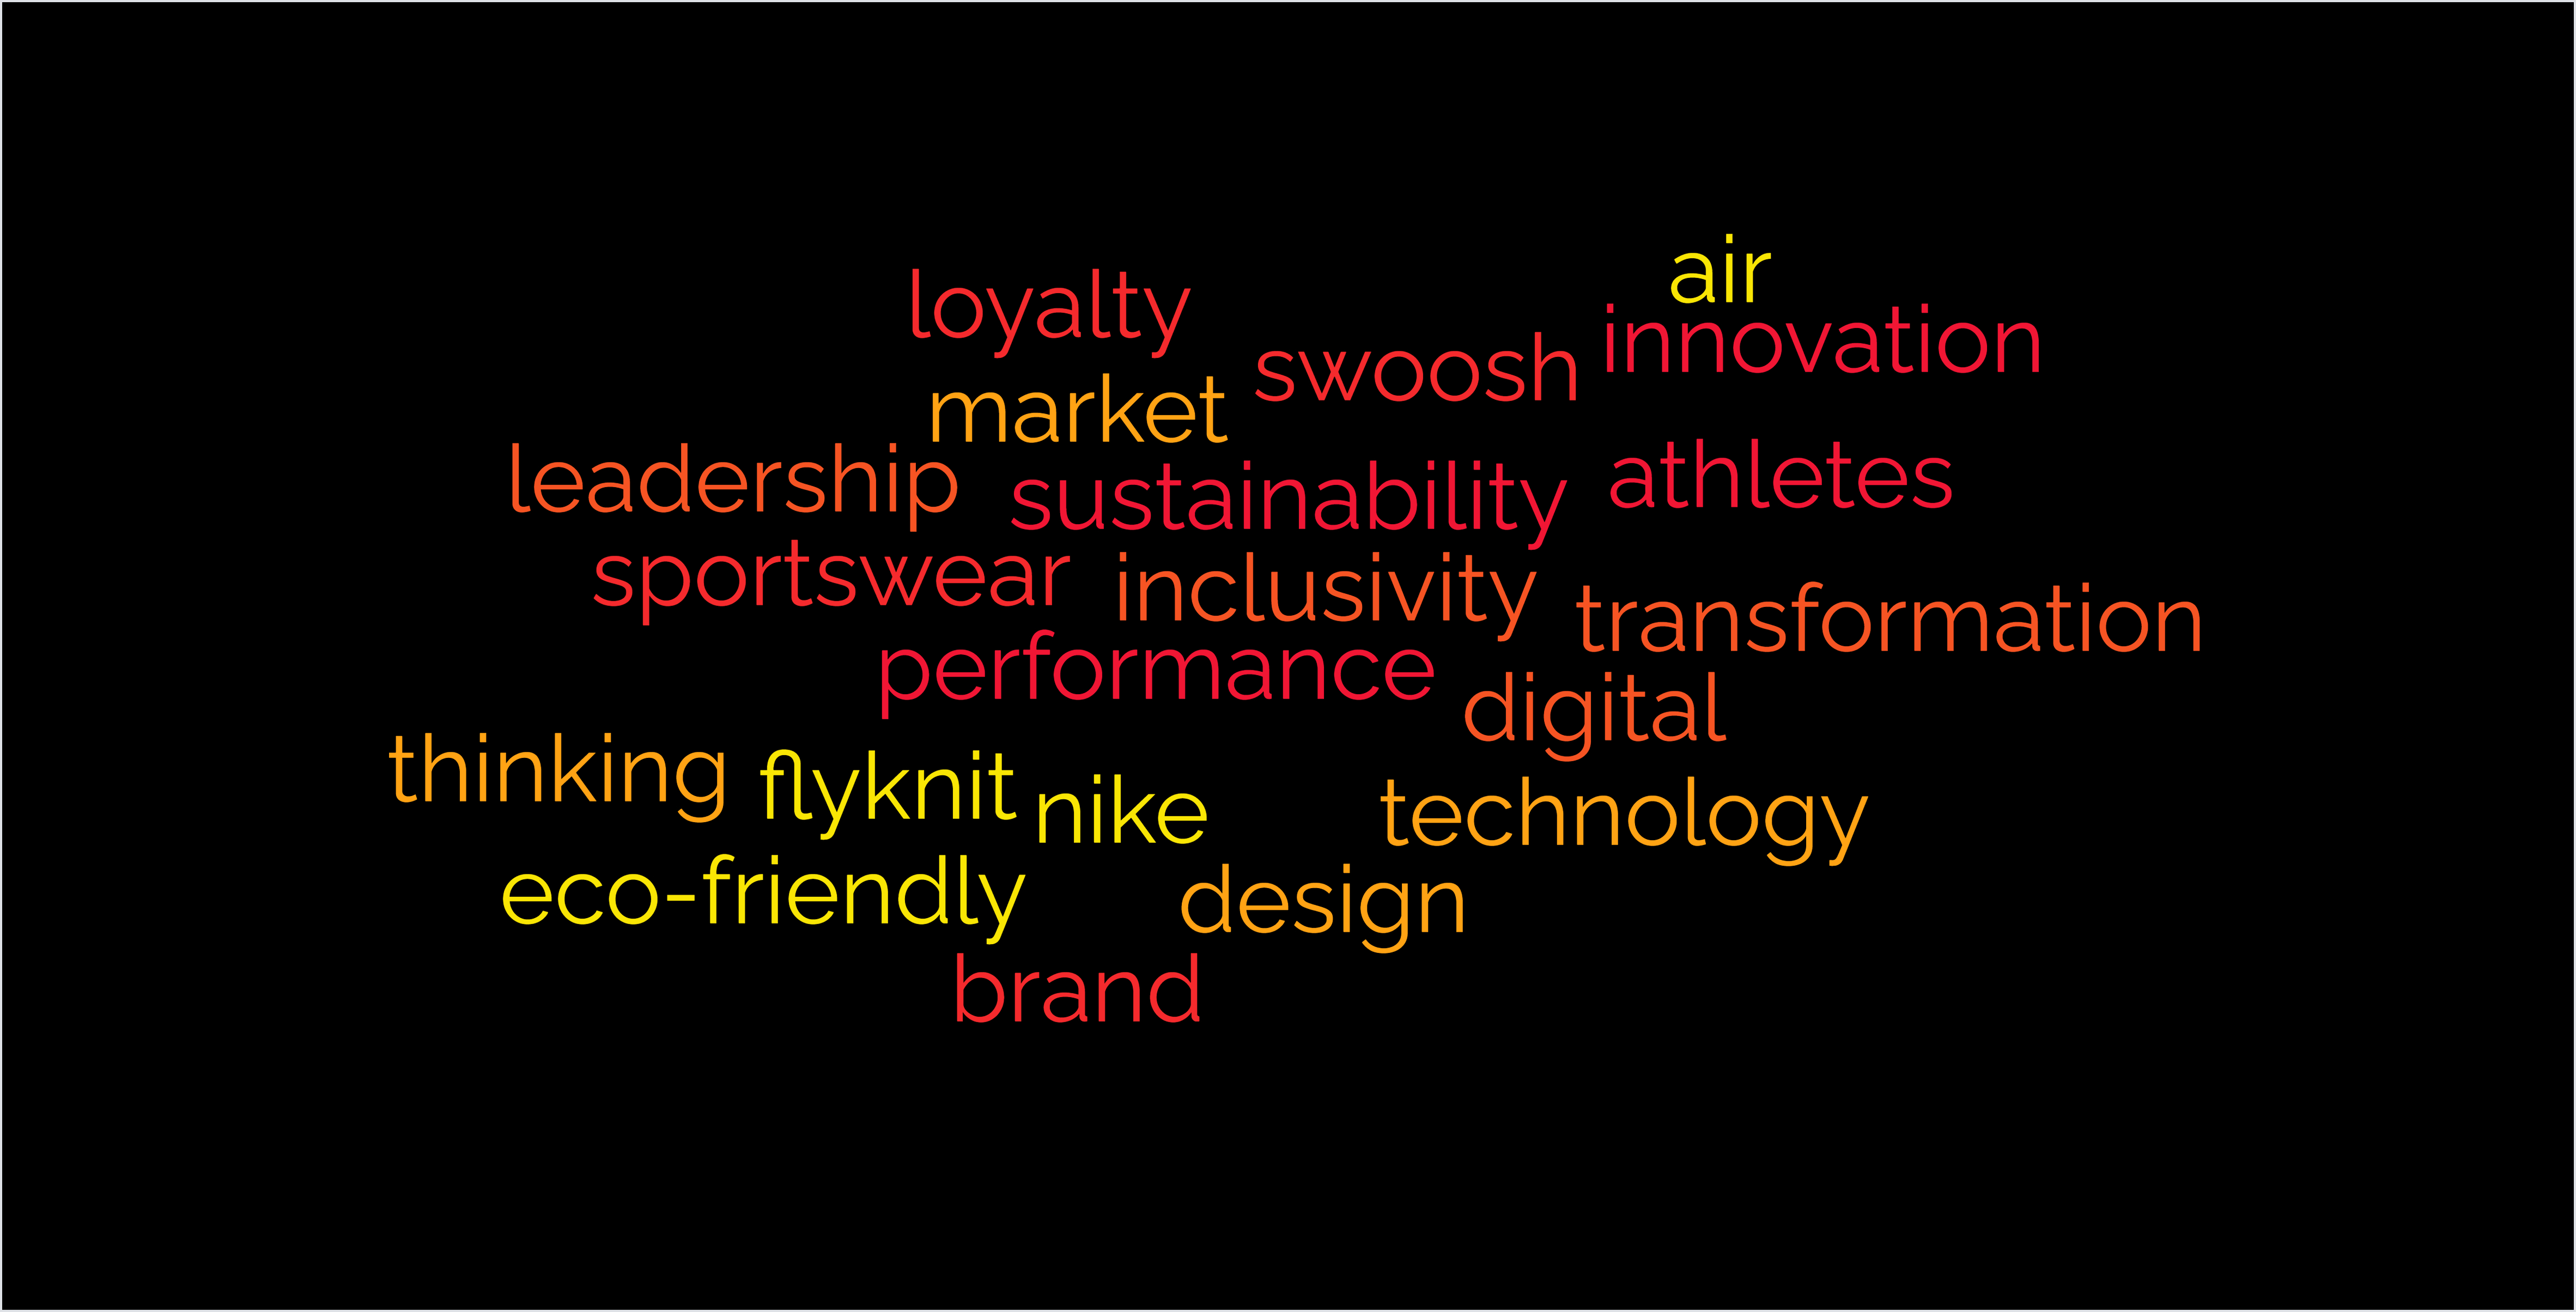 air
loyalty
innovation
swoosh
market
leadership
athletes
sustainability
sportswear
inclusivity
transformation
performance
digital
thinking
flyknit
nike
technology
eco-friendly
design
brand